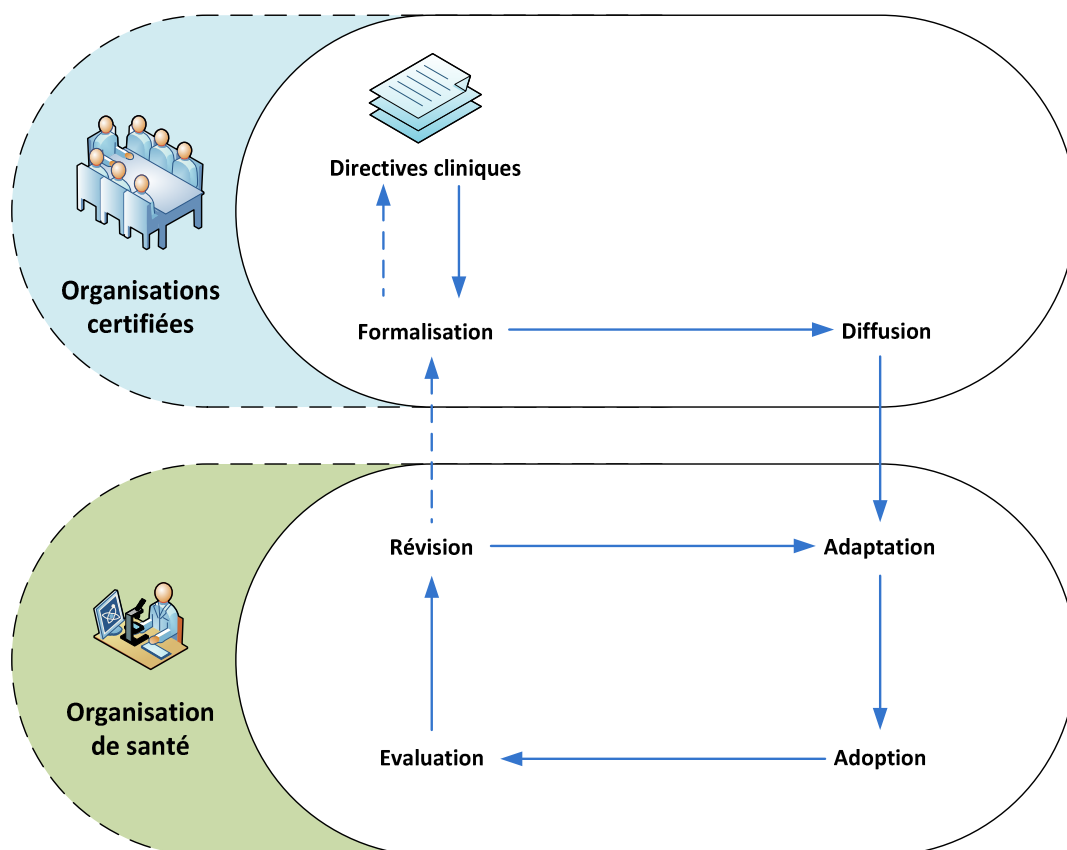 Directives cliniques
Organisations
certifiées
Formalisation
Diffusion
Révision
Adaptation
Organisation
de santé
Evaluation
Adoption